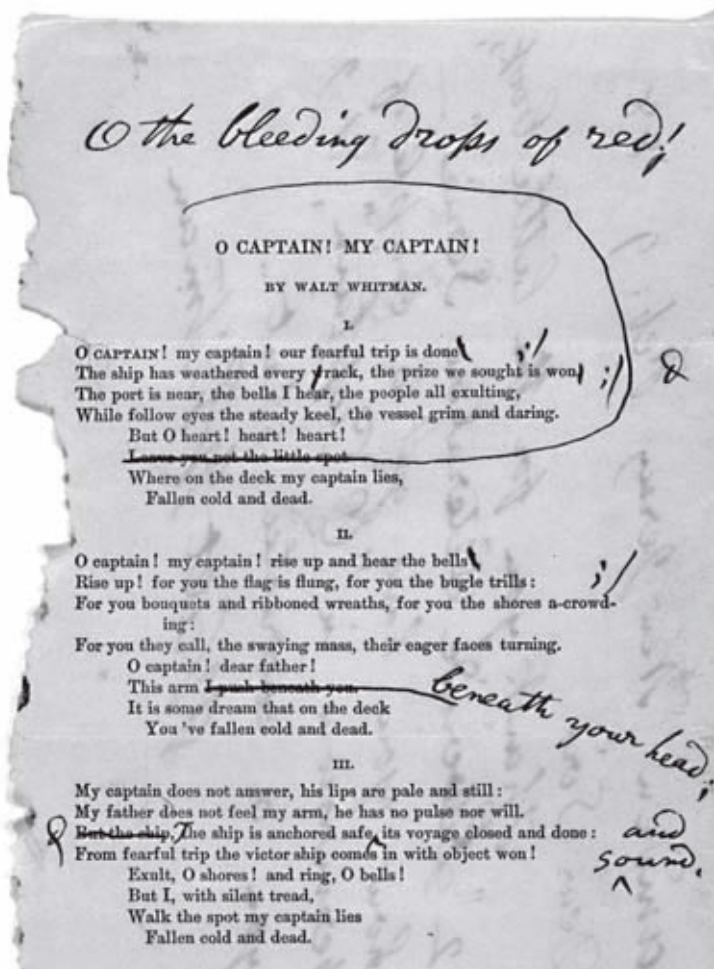 O the bleeding drops of red!;
O CAPTAIN! MY CAPTAIN!
BY WALT WHITMAN.
I.
O CAPTAIN! my captain! our fearful trip is done ;/
The ship has weathered every wrack, the prize we sought is won, ;/ &
The port is near, the bells I hear, the people all exulting,
While follow eyes the steady keel, the vessel grim and daring.
But O heart! heart! heart!
Leave you not the little spot
Where on the deck my captain lies,
Fallen cold and dead.
II.
O captain! my captain! rise up and hear the bells ;/
Rise up! for you the flag is flung, for you the bugle trills:
For you bouquets and ribboned wreaths, for you the shores a-crowd-
ing:
For you they call, the swaying mass, their eager faces turning.
O captain! dear father!
This arm I push beneath you. beneath your head;
It is some dream that on the deck
You 've fallen cold and dead.
III.
My captain does not answer, his lips are pale and still:
My father does not feel my arm, he has no pulse nor will.
But the ship, The ship is anchored safe, its voyage closed and done: and
From fearful trip the victor ship comes in with object won! sound,
Exult, O shores! and ring, O bells!
But I, with silent tread,
Walk the spot my captain lies
Fallen cold and dead.